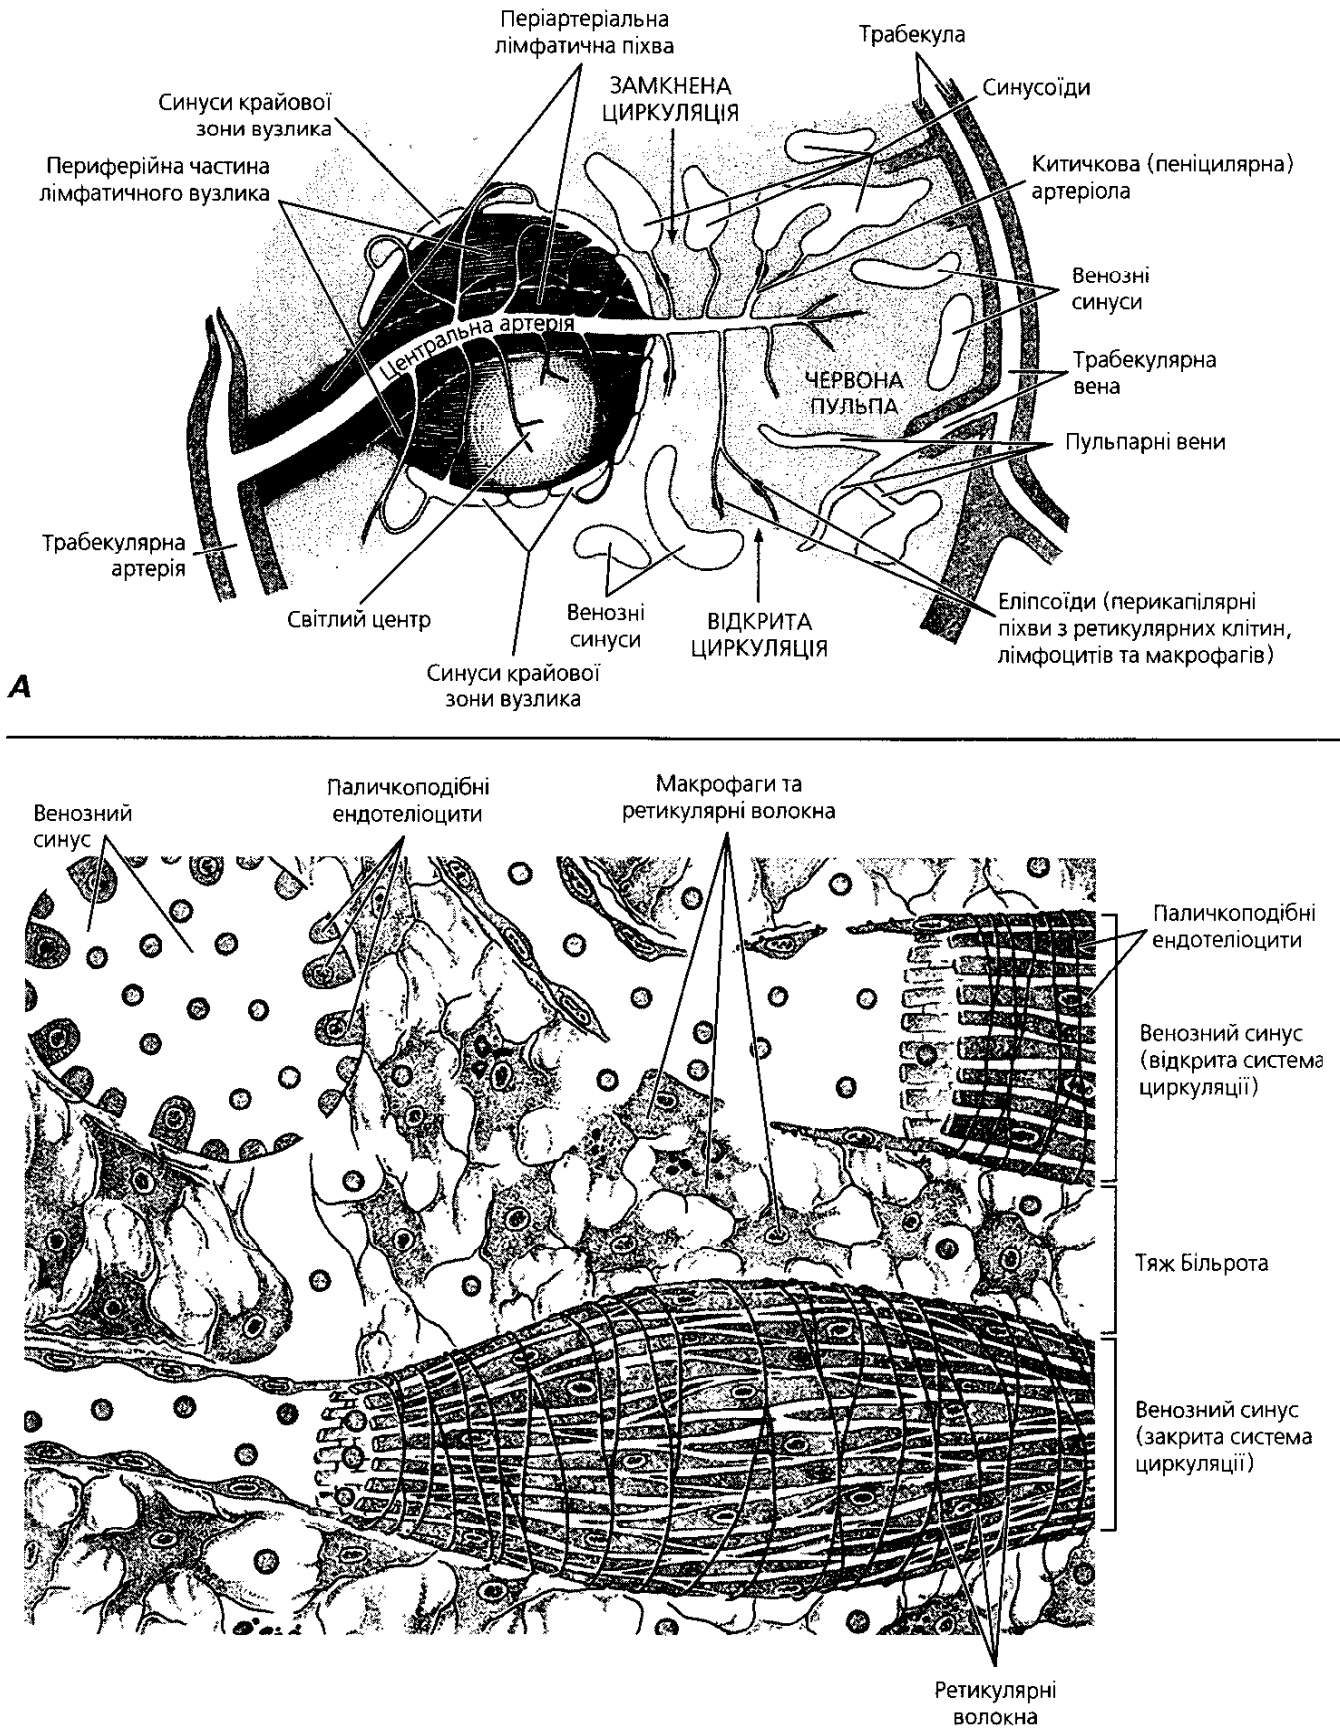 Періартеріальна
лімфатична піхва
Трабекула
ЗАМКНЕНА
ЦИРКУЛЯЦІЯ
Синусоїди
Синуси крайової
зони вузлика
Периферійна частина
лімфатичного вузлика
Китичкова (пеніцилярна)
артеріола
Венозні
синуси
Центральна артерія
Трабекулярна
вена
ЧЕРВОНА
ПУЛЬПА
Пульпарні вени
Трабекулярна
артерія
Світлий центр
Венозні
синуси
ВІДКРИТА
ЦИРКУЛЯЦІЯ
Еліпсоїди (перикапілярні
піхви з ретикулярних клітин,
лімфоцитів та макрофагів)
Синуси крайової
зони вузлика
А
Венозний
синус
Паличкоподібні
ендотеліоцити
Макрофаги та
ретикулярні волокна
Паличкоподібні
ендотеліоцити
Венозний синус
(відкрита система
циркуляції)
Тяж Більрота
Венозний синус
(закрита система
циркуляції)
Ретикулярні
волокна